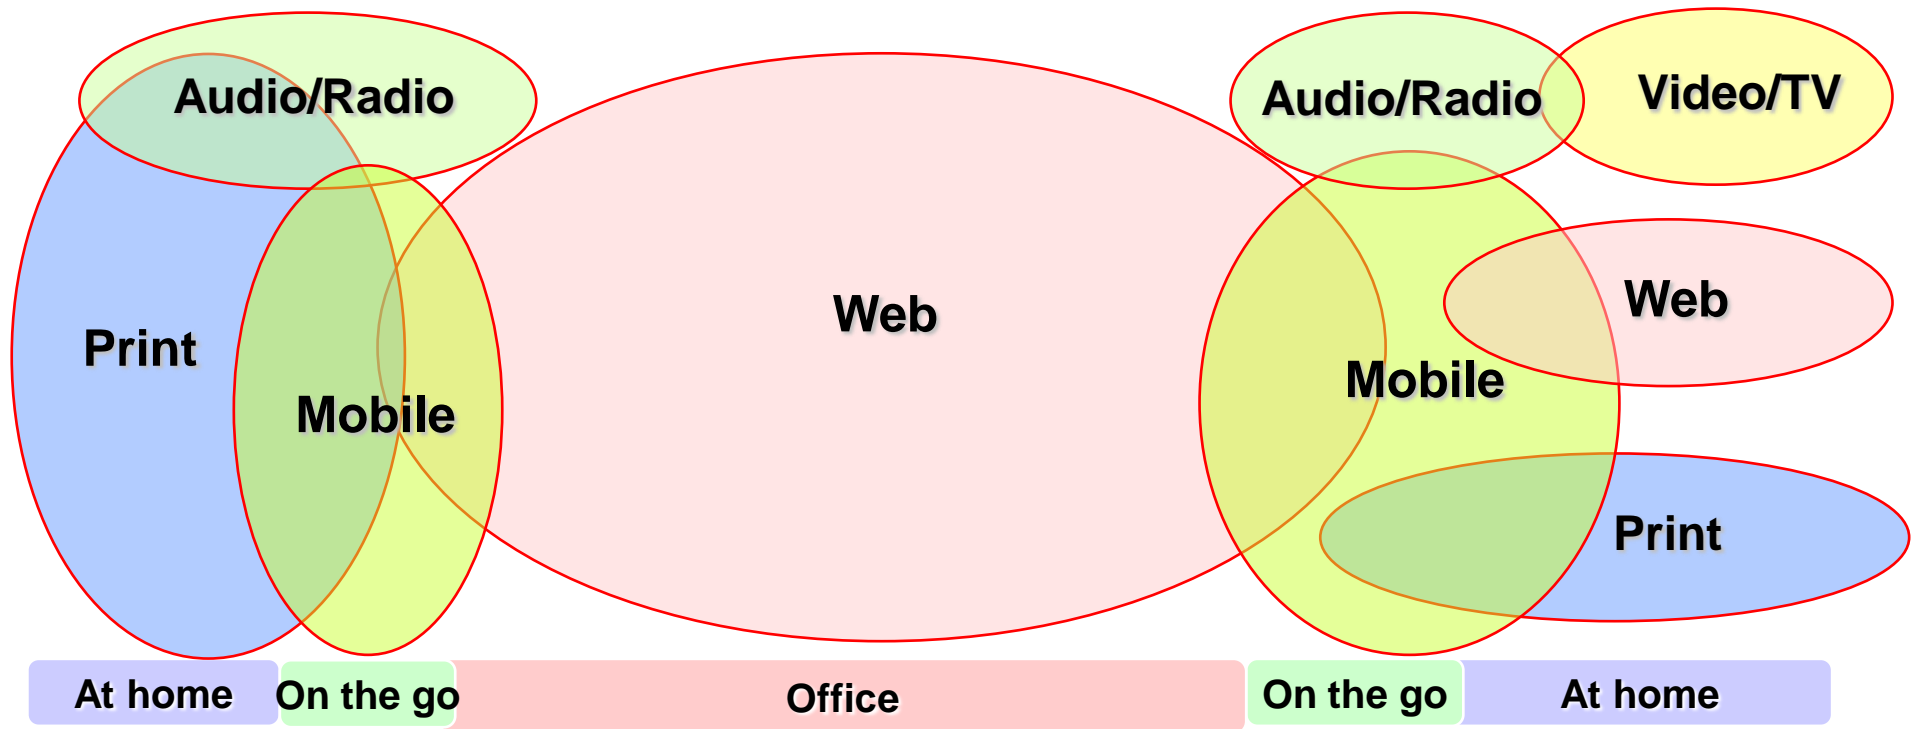 Audio/Radio
Print
Mobile
Web
Audio/Radio
Video/TV
Web
Mobile
Print
At home
On the go
Office
On the go
At home